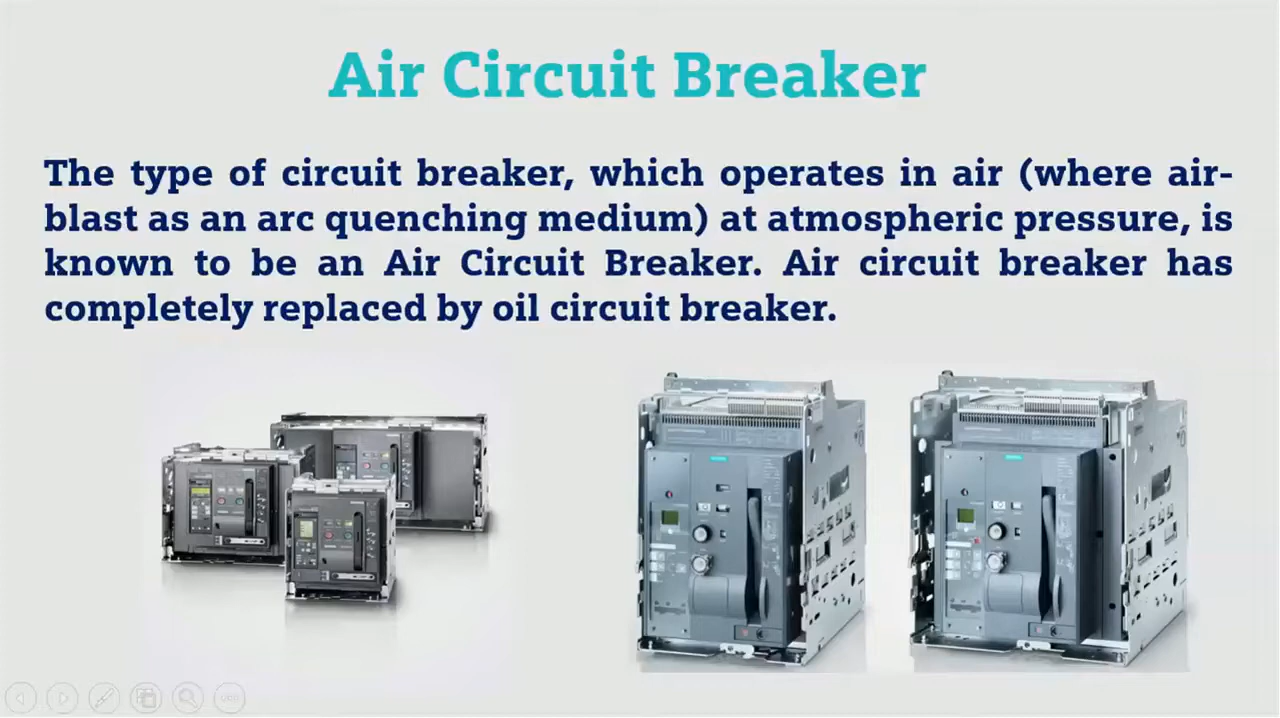 Air Circuit Breaker
The type of circuit breaker, which operates in air (where air-
blast as an arc quenching medium) at atmospheric pressure, is
known to be an Air Circuit Breaker. Air circuit breaker has
completely replaced by oil circuit breaker.